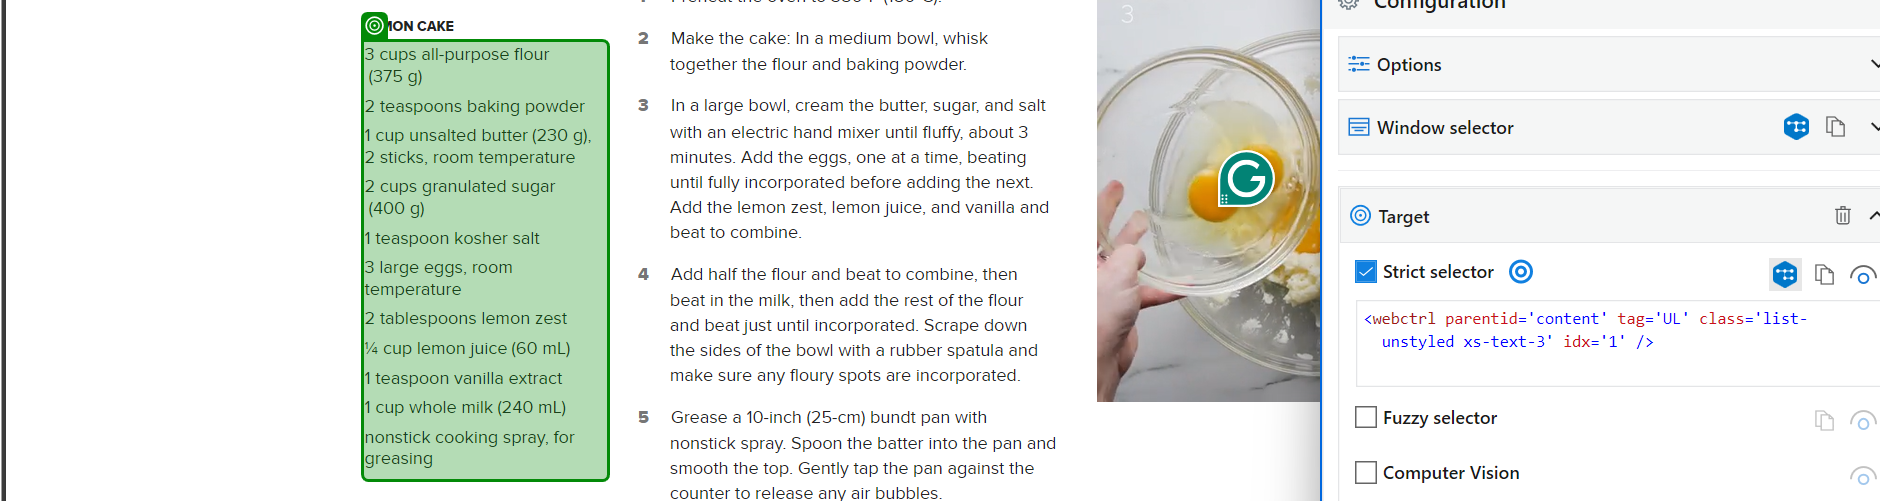 MON CAKE
3 cups all-purpose flour
(375 g)
2 teaspoons baking powder
1 cup unsalted butter (230 g),
2 sticks, room temperature
2 cups granulated sugar
(400 g)
1 teaspoon kosher salt
3 large eggs, room
temperature
2 tablespoons lemon zest
¼ cup lemon juice (60 mL)
1 teaspoon vanilla extract
1 cup whole milk (240 mL)
nonstick cooking spray, for
greasing
2 Make the cake: In a medium bowl, whisk
together the flour and baking powder.
3 In a large bowl, cream the butter, sugar, and salt
with an electric hand mixer until fluffy, about 3
minutes. Add the eggs, one at a time, beating
until fully incorporated before adding the next.
Add the lemon zest, lemon juice, and vanilla and
beat to combine.
4 Add half the flour and beat to combine, then
beat in the milk, then add the rest of the flour
and beat just until incorporated. Scrape down
the sides of the bowl with a rubber spatula and
make sure any floury spots are incorporated.
5 Grease a 10-inch (25-cm) bundt pan with
nonstick spray. Spoon the batter into the pan and
smooth the top. Gently tap the pan against the
counter to release any air bubbles.
3
G
Configuration
Options
Window selector
Target
Strict selector
<webctrl parentid='content' tag='UL' class='list-
unstyled xs-text-3' idx='1' />
Fuzzy selector
Computer Vision